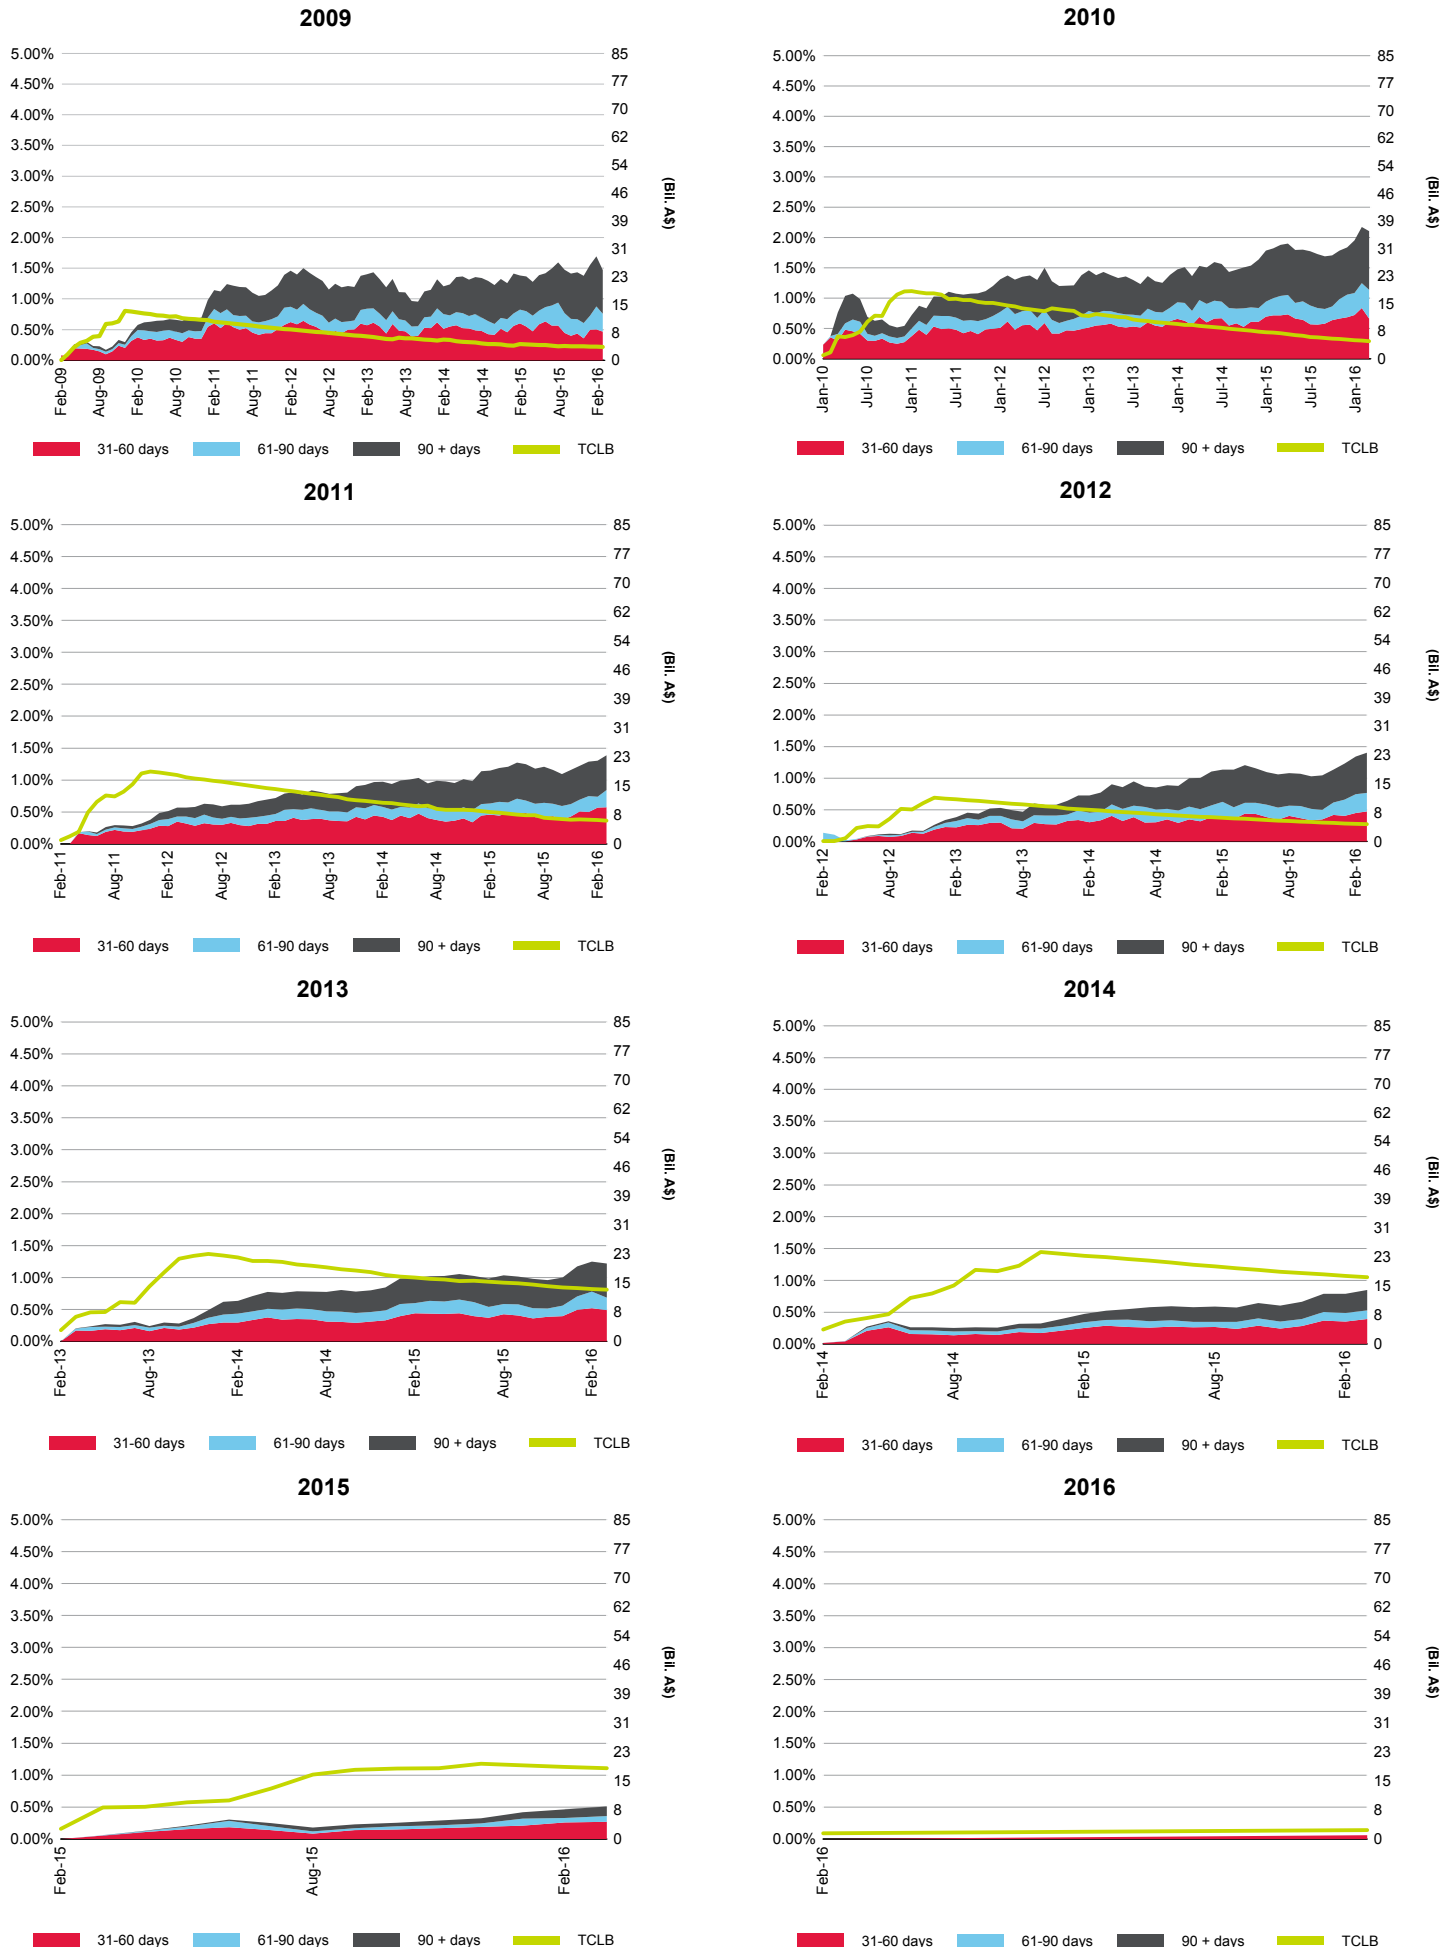 2009
5.00%
4.50%
4.00%
3.50%
3.00%
2.50%
2.00%
1.50%
1.00%
0.50%
0.00%
85
77
70
62
54
46
39
31
23
15
8
0
(Bil. A$)
Feb-09
Aug-09
Feb-10
Aug-10
Feb-11
Aug-11
Feb-12
Aug-12
Feb-13
Aug-13
Feb-14
Aug-14
Feb-15
Aug-15
Feb-16
31-60 days 61-90 days 90 + days TCLB
2010
5.00%
4.50%
4.00%
3.50%
3.00%
2.50%
2.00%
1.50%
1.00%
0.50%
0.00%
85
77
70
62
54
46
39
31
23
15
8
0
(Bil. A$)
Jan-10
Jul-10
Jan-11
Jul-11
Jan-12
Jul-12
Jan-13
Jul-13
Jan-14
Jul-14
Jan-15
Jul-15
Jan-16
31-60 days 61-90 days 90 + days TCLB
2011
5.00%
4.50%
4.00%
3.50%
3.00%
2.50%
2.00%
1.50%
1.00%
0.50%
0.00%
85
77
70
62
54
46
39
31
23
15
8
0
(Bil. A$)
Feb-11
Aug-11
Feb-12
Aug-12
Feb-13
Aug-13
Feb-14
Aug-14
Feb-15
Aug-15
Feb-16
31-60 days 61-90 days 90 + days TCLB
2012
5.00%
4.50%
4.00%
3.50%
3.00%
2.50%
2.00%
1.50%
1.00%
0.50%
0.00%
85
77
70
62
54
46
39
31
23
15
8
0
(Bil. A$)
Feb-12
Aug-12
Feb-13
Aug-13
Feb-14
Aug-14
Feb-15
Aug-15
Feb-16
31-60 days 61-90 days 90 + days TCLB
2013
5.00%
4.50%
4.00%
3.50%
3.00%
2.50%
2.00%
1.50%
1.00%
0.50%
0.00%
85
77
70
62
54
46
39
31
23
15
8
0
(Bil. A$)
Feb-13
Aug-13
Feb-14
Aug-14
Feb-15
Aug-15
Feb-16
31-60 days 61-90 days 90 + days TCLB
2014
5.00%
4.50%
4.00%
3.50%
3.00%
2.50%
2.00%
1.50%
1.00%
0.50%
0.00%
85
77
70
62
54
46
39
31
23
15
8
0
(Bil. A$)
Feb-14
Aug-14
Feb-15
Aug-15
Feb-16
31-60 days 61-90 days 90 + days TCLB
2015
5.00%
4.50%
4.00%
3.50%
3.00%
2.50%
2.00%
1.50%
1.00%
0.50%
0.00%
85
77
70
62
54
46
39
31
23
15
8
0
(Bil. A$)
Feb-15
Aug-15
Feb-16
31-60 days 61-90 days 90 + days TCLB
2016
5.00%
4.50%
4.00%
3.50%
3.00%
2.50%
2.00%
1.50%
1.00%
0.50%
0.00%
85
77
70
62
54
46
39
31
23
15
8
0
(Bil. A$)
Feb-16
31-60 days 61-90 days 90 + days TCLB